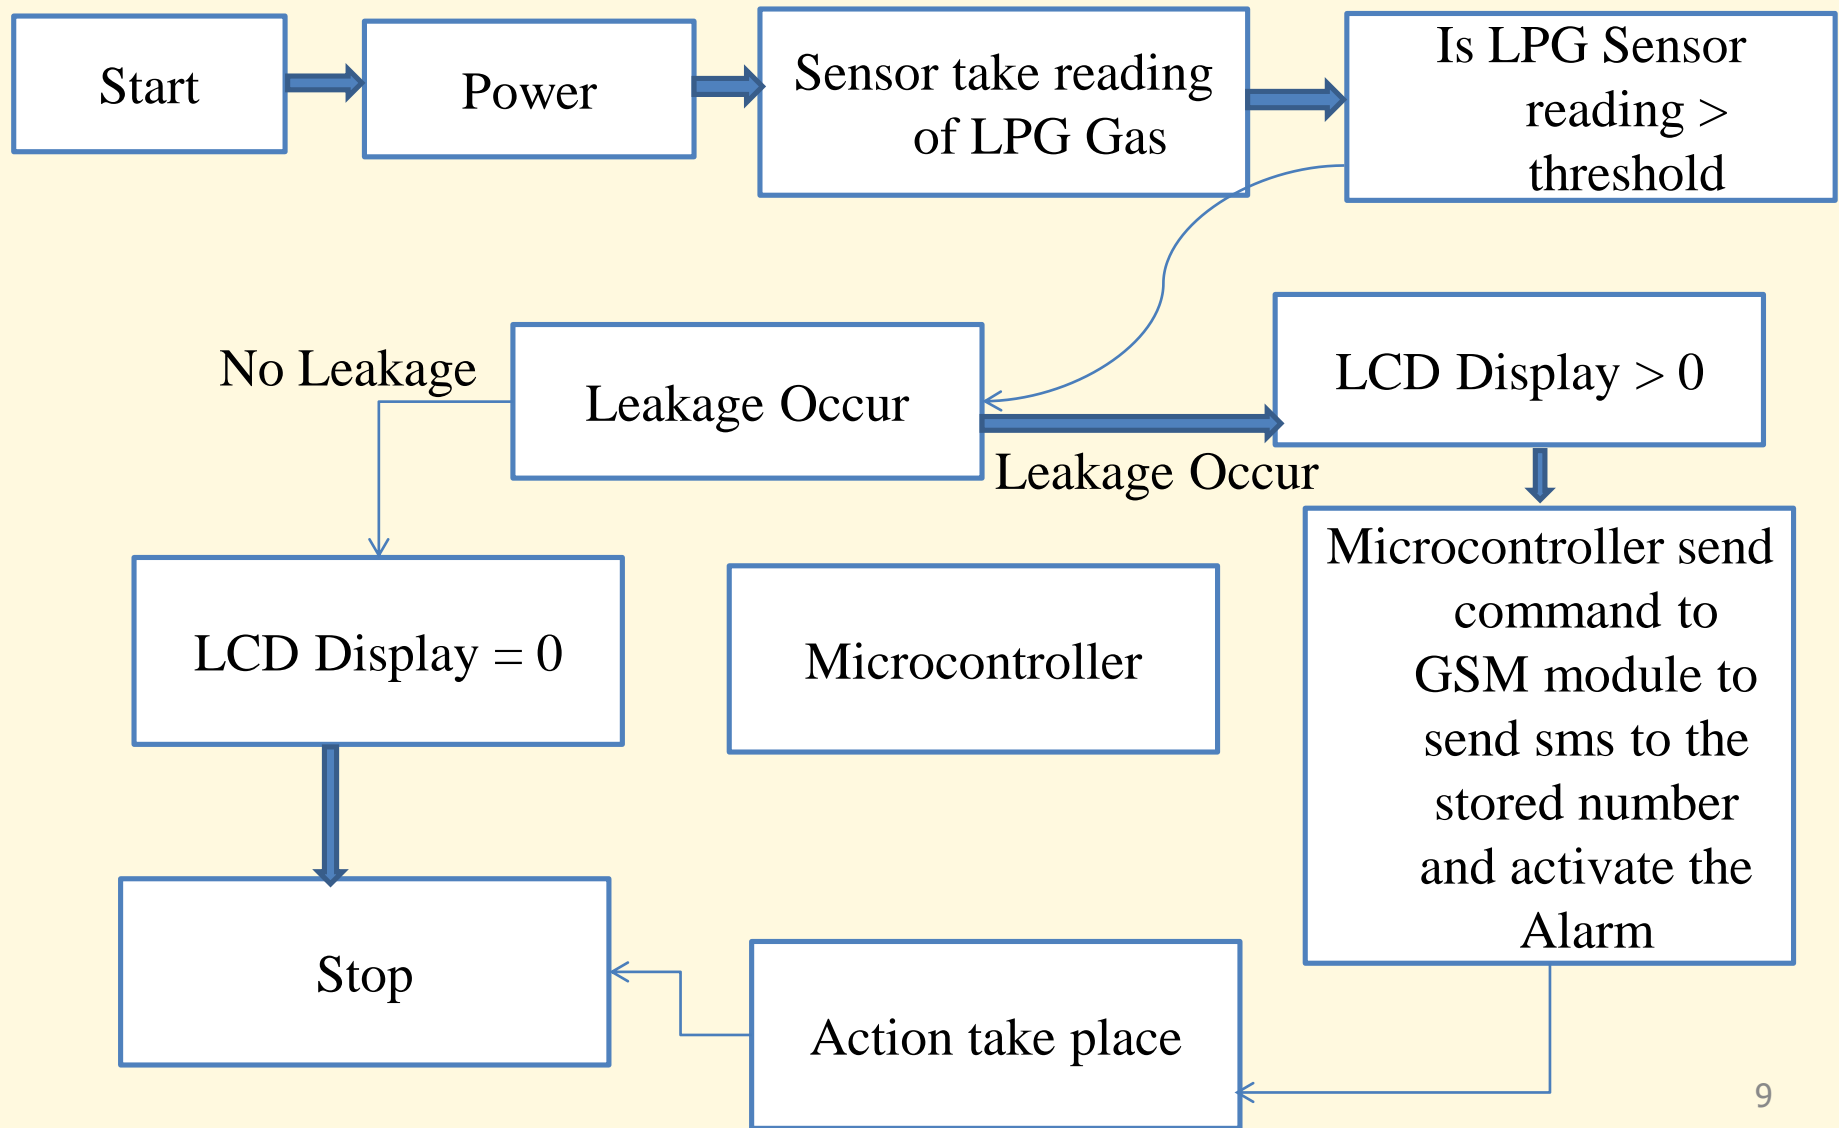 Start
Power
Sensor take reading
of LPG Gas
Is LPG Sensor
reading >
threshold
No Leakage
Leakage Occur
LCD Display > 0
Leakage Occur
Microcontroller send
command to
GSM module to
send sms to the
stored number
and activate the
Alarm
LCD Display = 0
Microcontroller
Stop
Action take place
9